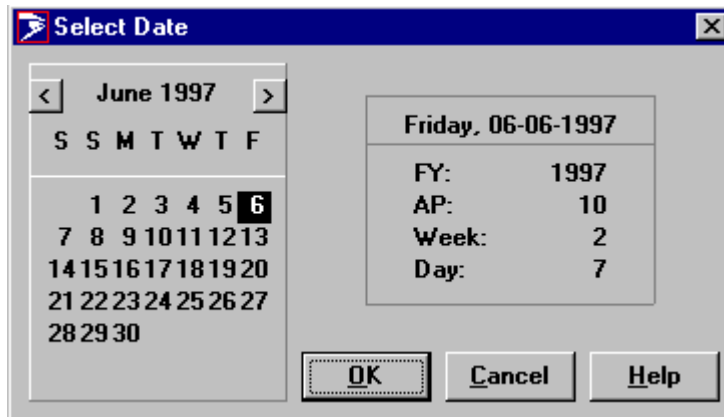 Select Date
< June 1997 >
S S M T W T F
1 2 3 4 5 6
7 8 9 10 11 12 13
14 15 16 17 18 19 20
21 22 23 24 25 26 27
28 29 30
Friday, 06-06-1997
FY: 1997
AP: 10
Week: 2
Day: 7
OK Cancel Help